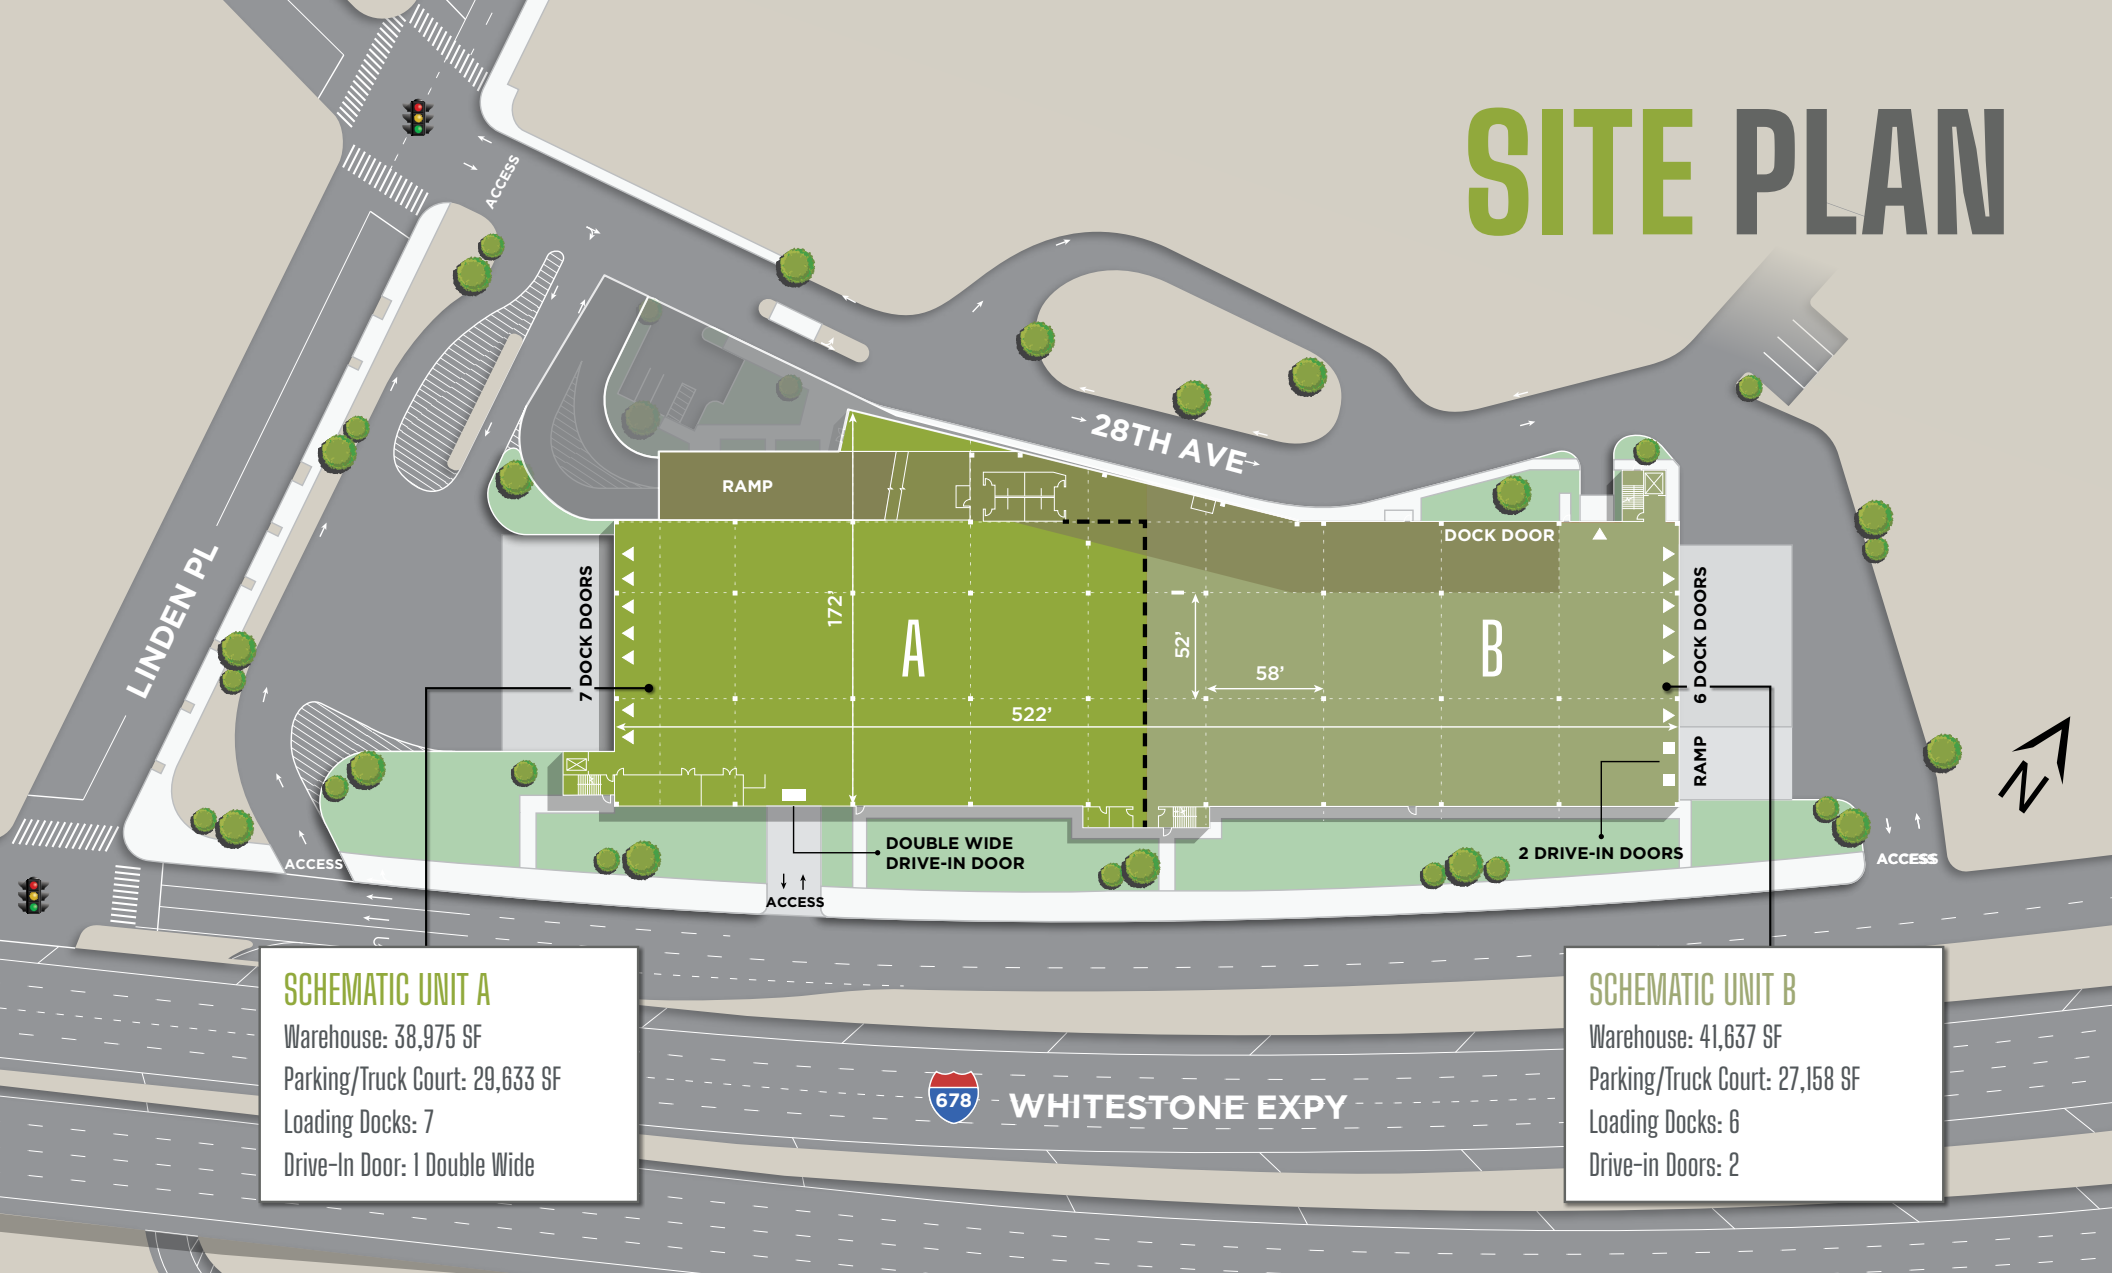 SITE PLAN
ACCESS
28TH AVE
RAMP
DOCK DOOR
LINDEN PL
7 DOCK DOORS
172'
A
52'
58'
B
6 DOCK DOORS
522'
RAMP
N
DOUBLE WIDE
DRIVE-IN DOOR
2 DRIVE-IN DOORS
ACCESS
ACCESS
ACCESS
SCHEMATIC UNIT A
Warehouse: 38,975 SF
Parking/Truck Court: 29,633 SF
Loading Docks: 7
Drive-In Door: 1 Double Wide
678
WHITESTONE EXPY
SCHEMATIC UNIT B
Warehouse: 41,637 SF
Parking/Truck Court: 27,158 SF
Loading Docks: 6
Drive-in Doors: 2